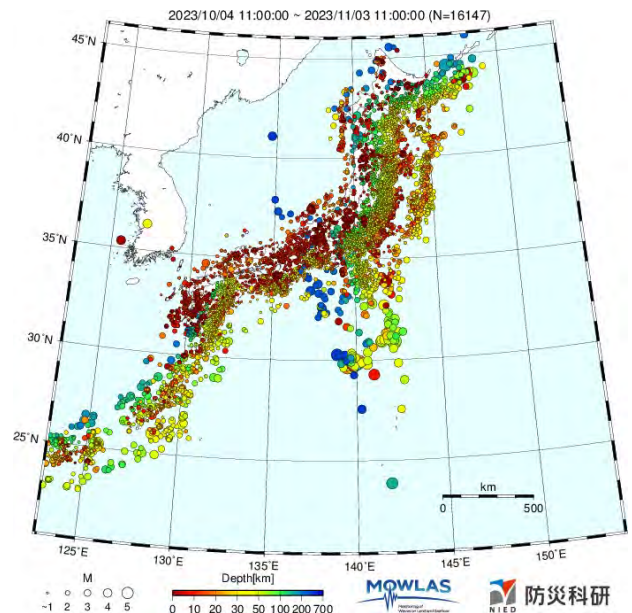 2023/10/04 11:00:00 ~ 2023/11/03 11:00:00 (N=16147)
45°N
40°N
35°N
30°N
25°N
125°E
130°E
135°E
140°E
145°E
150°E
km
0 500
M
~1 2 3 4 5
Depth[km]
0 10 20 30 50 100 200 700
MOWLAS
NIED
防災科研